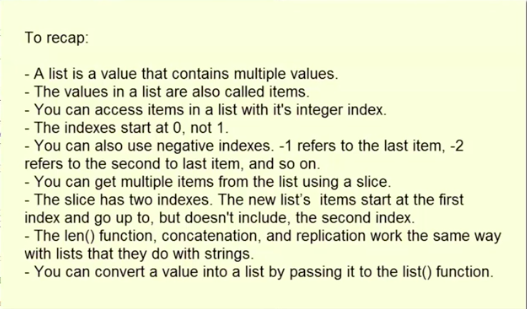 To recap:
- A list is a value that contains multiple values.
- The values in a list are also called items.
- You can access items in a list with it's integer index.
- The indexes start at 0, not 1.
- You can also use negative indexes. -1 refers to the last item, -2
refers to the second to last item, and so on.
- You can get multiple items from the list using a slice.
- The slice has two indexes. The new list's items start at the first
index and go up to, but doesn't include, the second index.
- The len() function, concatenation, and replication work the same way
with lists that they do with strings.
- You can convert a value into a list by passing it to the list() function.